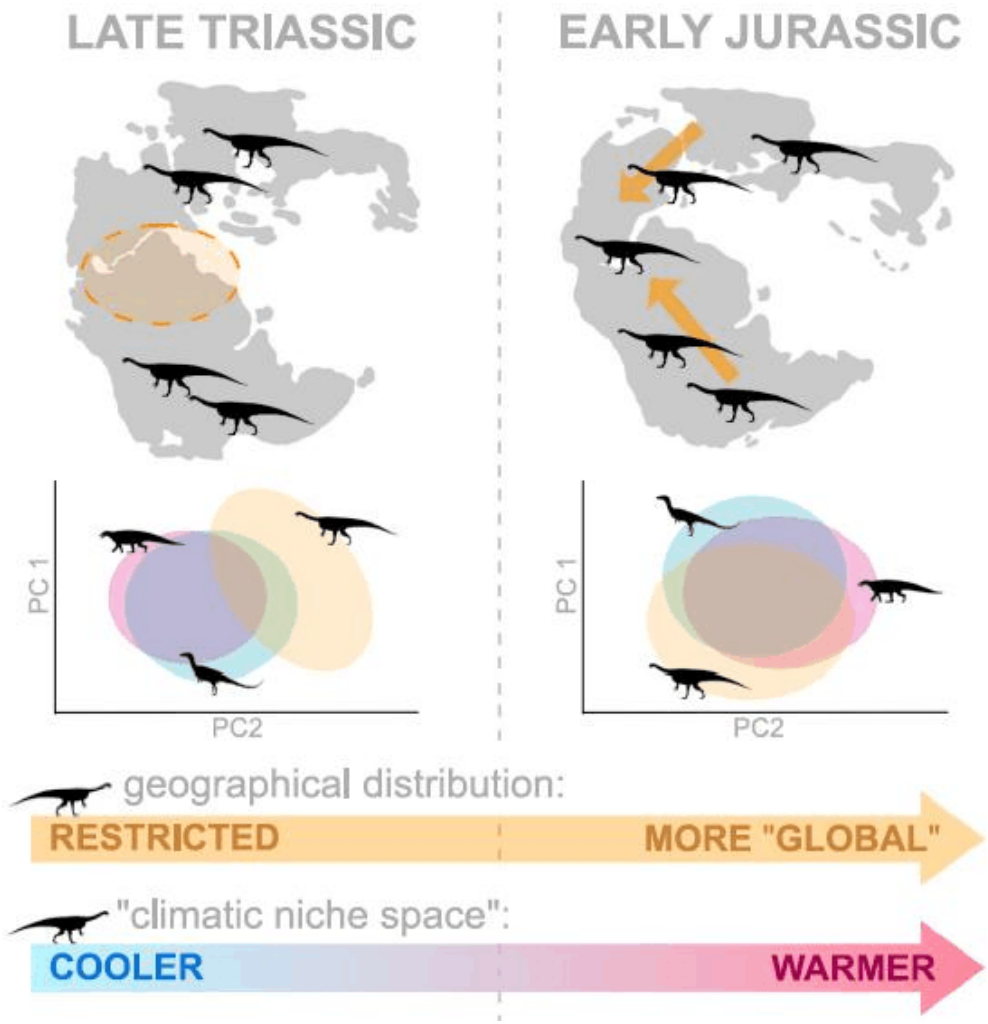 LATE TRIASSIC
EARLY JURASSIC
PC 1
PC2
PC 1
PC2
geographical distribution:
RESTRICTED
MORE "GLOBAL"
"climatic niche space":
COOLER
WARMER